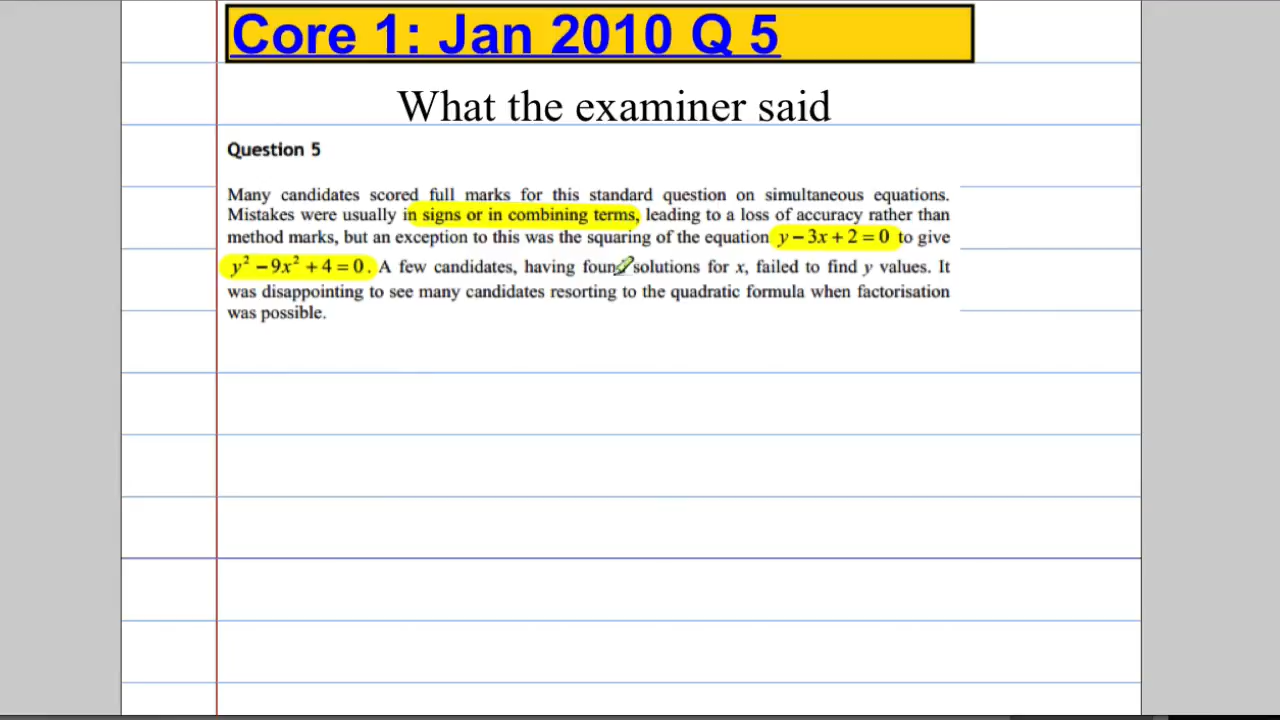 Core 1: Jan 2010 Q 5
What the examiner said
Question 5
Many candidates scored full marks for this standard question on simultaneous equations.
Mistakes were usually in signs or in combining terms, leading to a loss of accuracy rather than
method marks, but an exception to this was the squaring of the equation y − 3x + 2 = 0 to give
y² − 9x² + 4 = 0. A few candidates, having found solutions for x, failed to find y values. It
was disappointing to see many candidates resorting to the quadratic formula when factorisation
was possible.